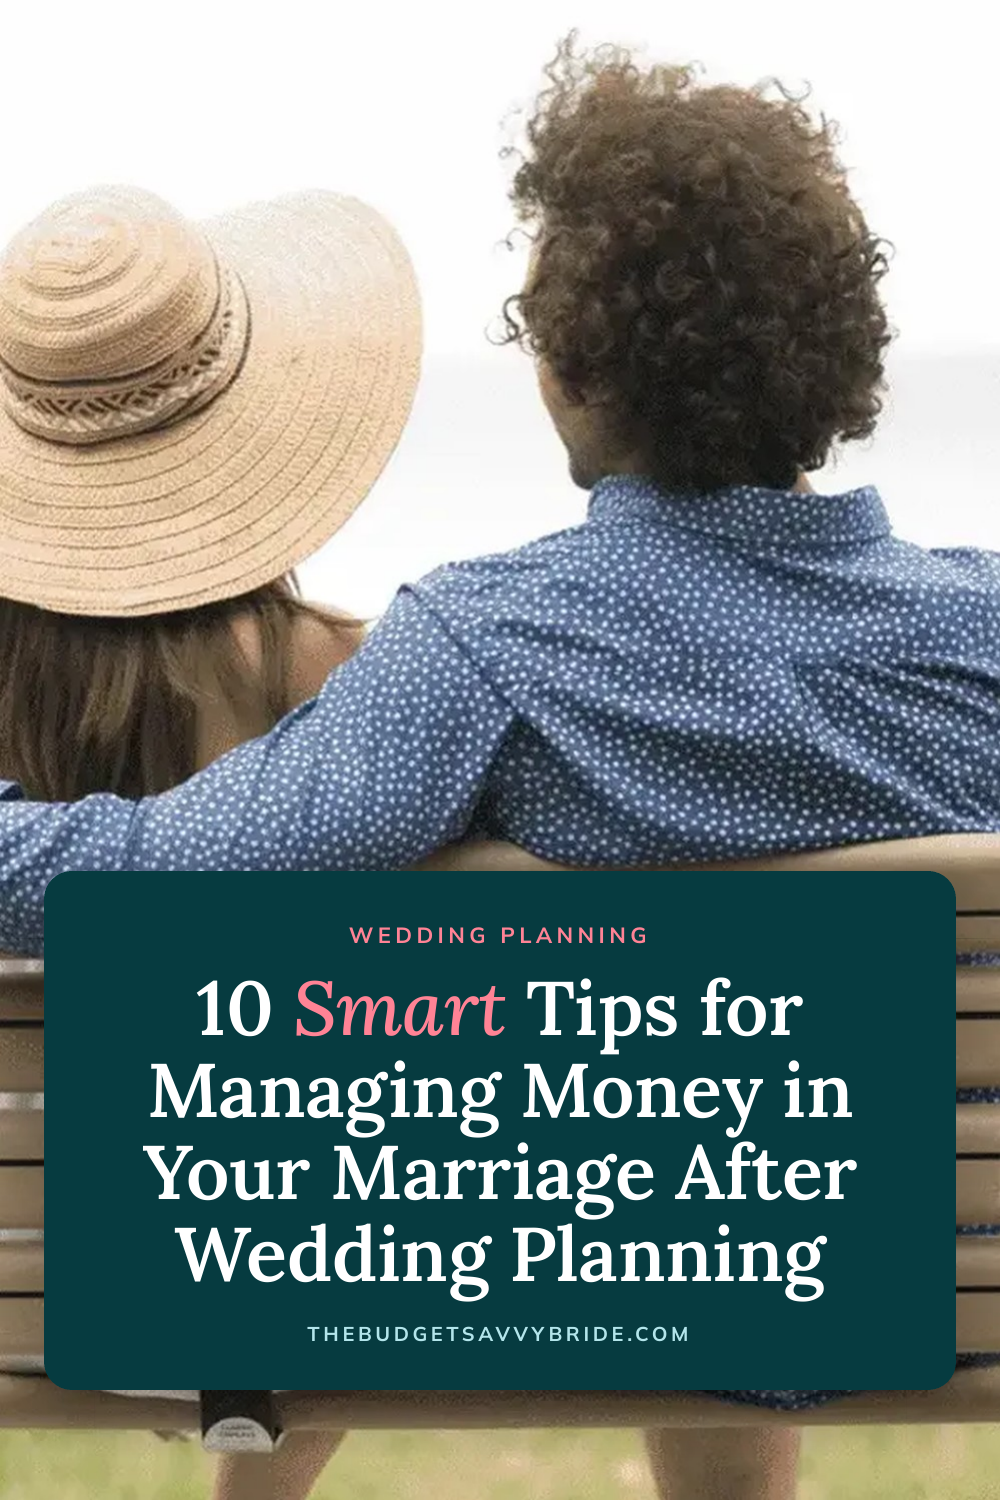 WEDDING PLANNING
10 Smart Tips for
Managing Money in
Your Marriage After
Wedding Planning
THEBUDGETSAVVYBRIDE.COM